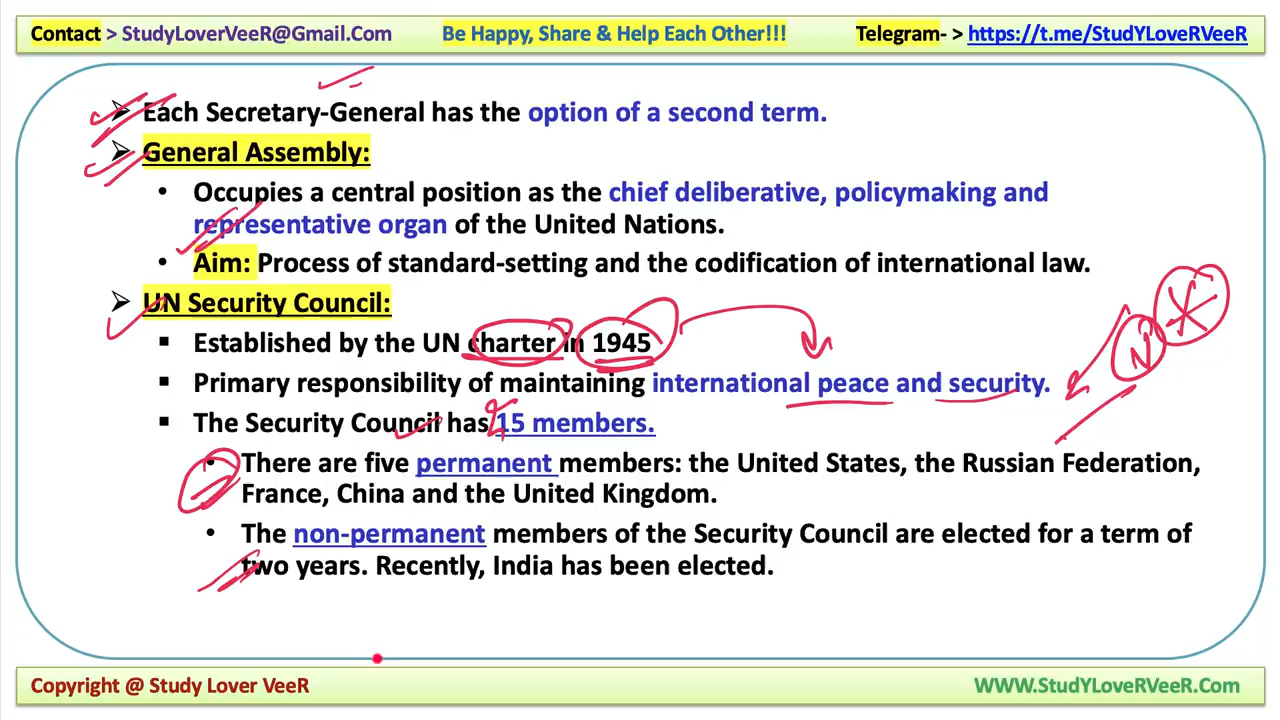 Contact > StudyLoverVeeR@Gmail.Com Be Happy, Share & Help Each Other!!! Telegram- > https://t.me/StudYLoveRVeeR
➢ Each Secretary-General has the option of a second term.
➢ General Assembly:
• Occupies a central position as the chief deliberative, policymaking and
representative organ of the United Nations.
• Aim: Process of standard-setting and the codification of international law.
➢ UN Security Council:
▪ Established by the UN charter in 1945
▪ Primary responsibility of maintaining international peace and security.
▪ The Security Council has 15 members.
• There are five permanent members: the United States, the Russian Federation,
France, China and the United Kingdom.
• The non-permanent members of the Security Council are elected for a term of
two years. Recently, India has been elected.
Copyright @ Study Lover VeeR WWW.StudYLoveRVeeR.Com